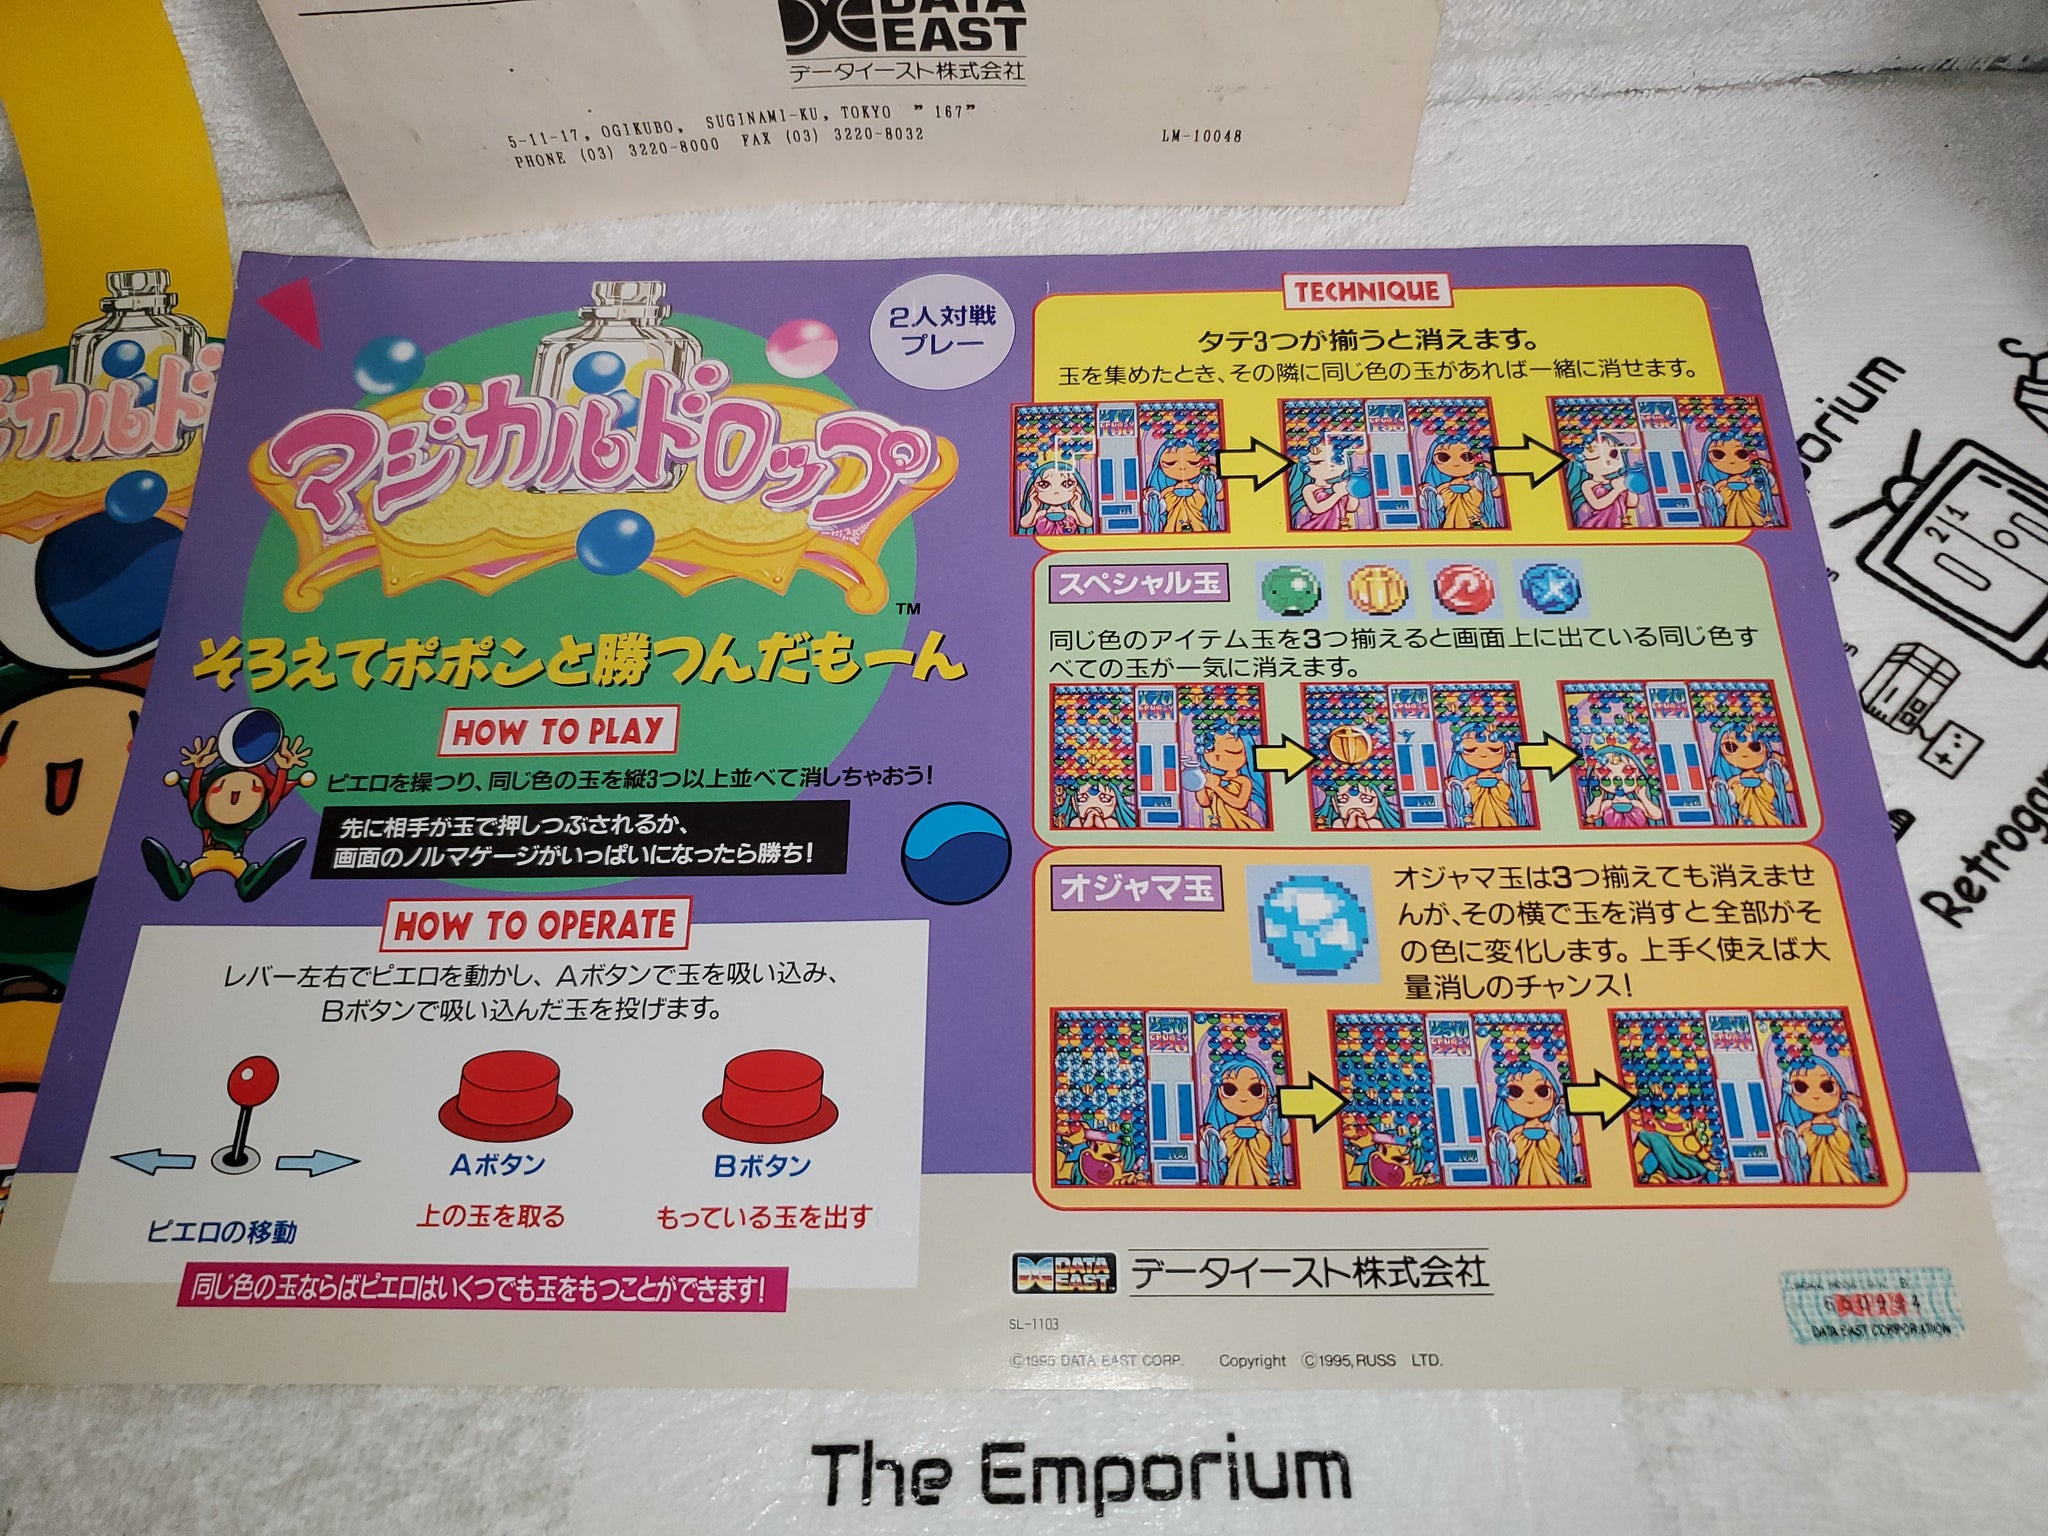 DATA
EAST
データイースト株式会社
5-11-17, OGIKUBO, SUGINAMI-KU, TOKYO " 167"
PHONE (03) 3220-8000 FAX (03) 3220-8032
LM-10048
2人対戦
プレー
マジカルドロップ
TM
そろえてポポンと勝つんだもーん
HOW TO PLAY
ピエロを操つり、同じ色の玉を縦3つ以上並べて消しちゃおう!
先に相手が玉で押しつぶされるか、
画面のノルマゲージがいっぱいになったら勝ち!
HOW TO OPERATE
レバー左右でピエロを動かし、Aボタンで玉を吸い込み、
Bボタンで吸い込んだ玉を投げます。
Aボタン
Bボタン
ピエロの移動
上の玉を取る
もっている玉を出す
同じ色の玉ならばピエロはいくつでも玉をもつことができます!
TECHNIQUE
タテ3つが揃うと消えます。
玉を集めたとき、その隣に同じ色の玉があれば一緒に消せます。
スペシャル玉
同じ色のアイテム玉を3つ揃えると画面上に出ている同じ色す
べての玉が一気に消えます。
オジャマ玉
オジャマ玉は3つ揃えても消えませ
んが、その横で玉を消すと全部がそ
の色に変化します。上手く使えば大
量消しのチャンス!
DATA
EAST
データイースト株式会社
SL-1103
©1995 DATA EAST CORP. Copyright ©1995, RUSS LTD.
DATA EAST CORPORATION
カルド
The Emporium
orium
Retroga